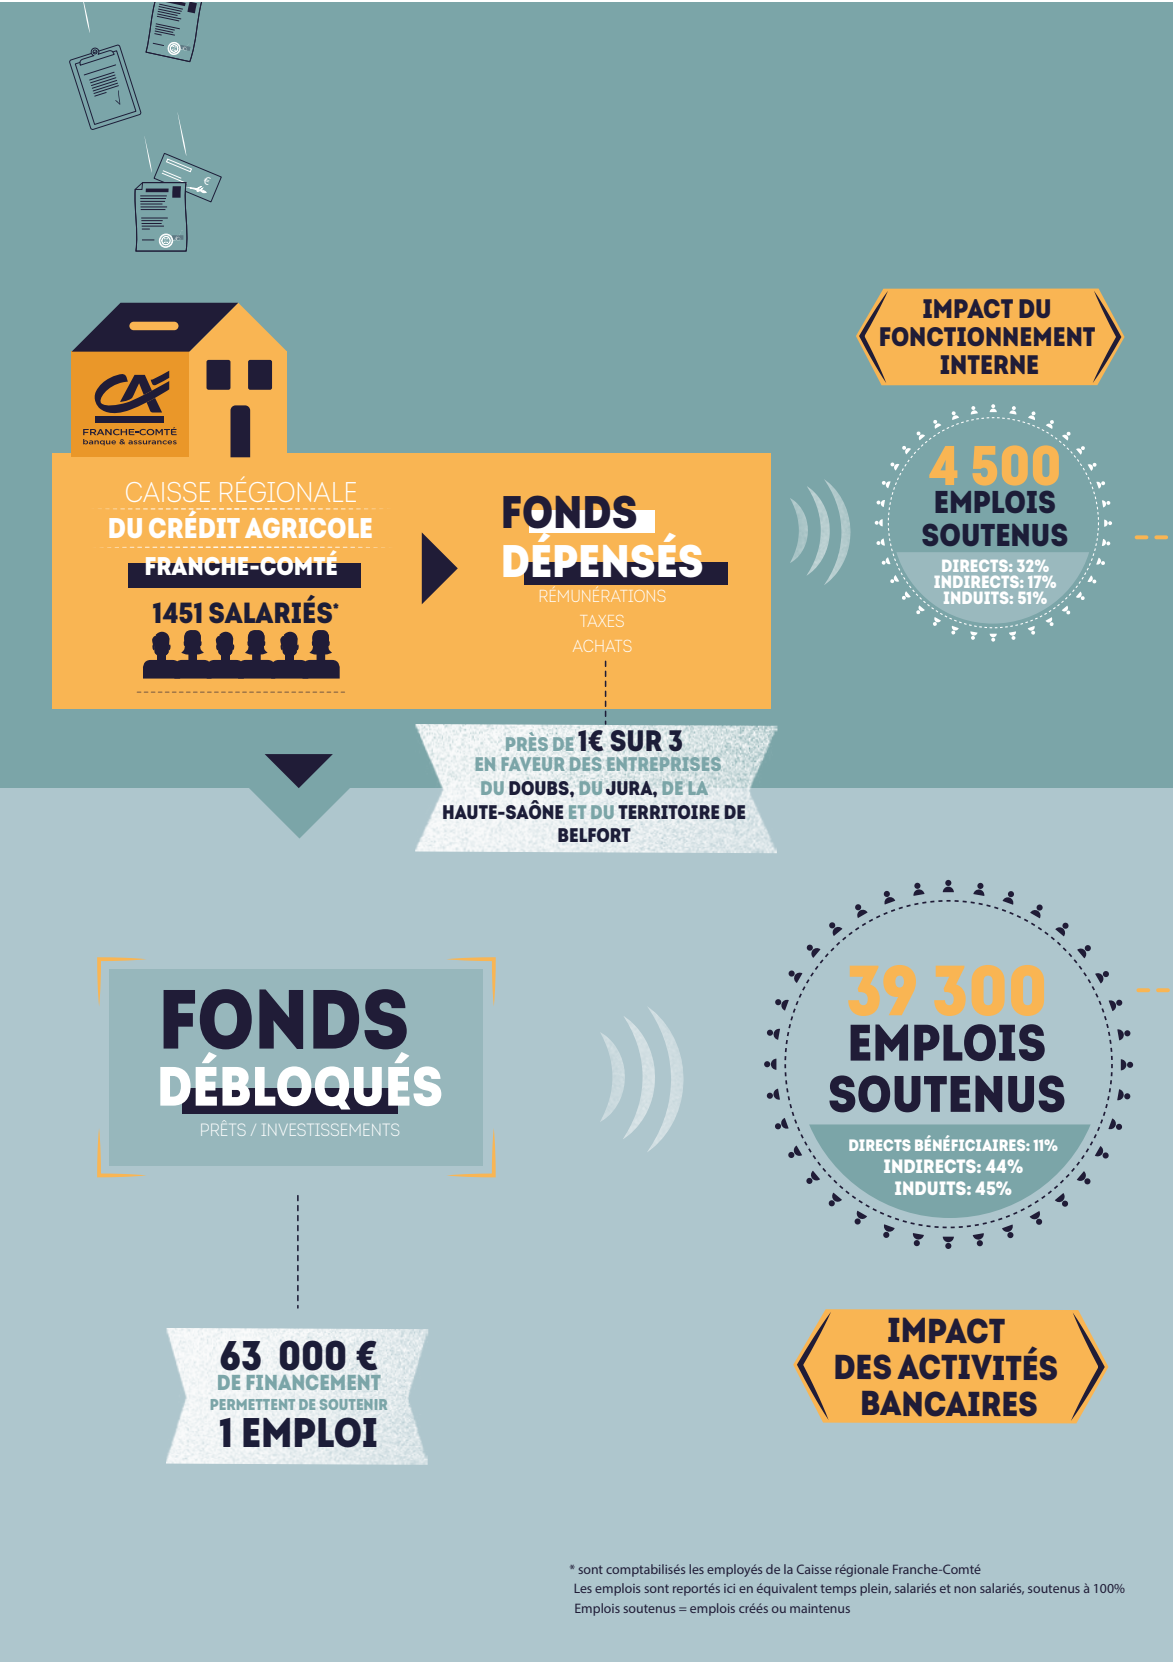 IMPACT DU
FONCTIONNEMENT
INTERNE
CA
FRANCHE-COMTÉ
banque & assurances
CAISSE RÉGIONALE
DU CRÉDIT AGRICOLE
FRANCHE-COMTÉ
1451 SALARIÉS*
FONDS
DÉPENSÉS
RÉMUNÉRATIONS
TAXES
ACHATS
4 500
EMPLOIS
SOUTENUS
DIRECTS: 32%
INDIRECTS: 17%
INDUITS: 51%
PRÈS DE 1€ SUR 3
EN FAVEUR DES ENTREPRISES
DU DOUBS, DU JURA, DE LA
HAUTE-SAÔNE ET DU TERRITOIRE DE
BELFORT
FONDS
DÉBLOQUÉS
PRÊTS / INVESTISSEMENTS
39 300
EMPLOIS
SOUTENUS
DIRECTS BÉNÉFICIAIRES: 11%
INDIRECTS: 44%
INDUITS: 45%
63 000 €
DE FINANCEMENT
PERMETTENT DE SOUTENIR
1 EMPLOI
IMPACT
DES ACTIVITÉS
BANCAIRES
* sont comptabilisés les employés de la Caisse régionale Franche-Comté
Les emplois sont reportés ici en équivalent temps plein, salariés et non salariés, soutenus à 100%
Emplois soutenus = emplois créés ou maintenus